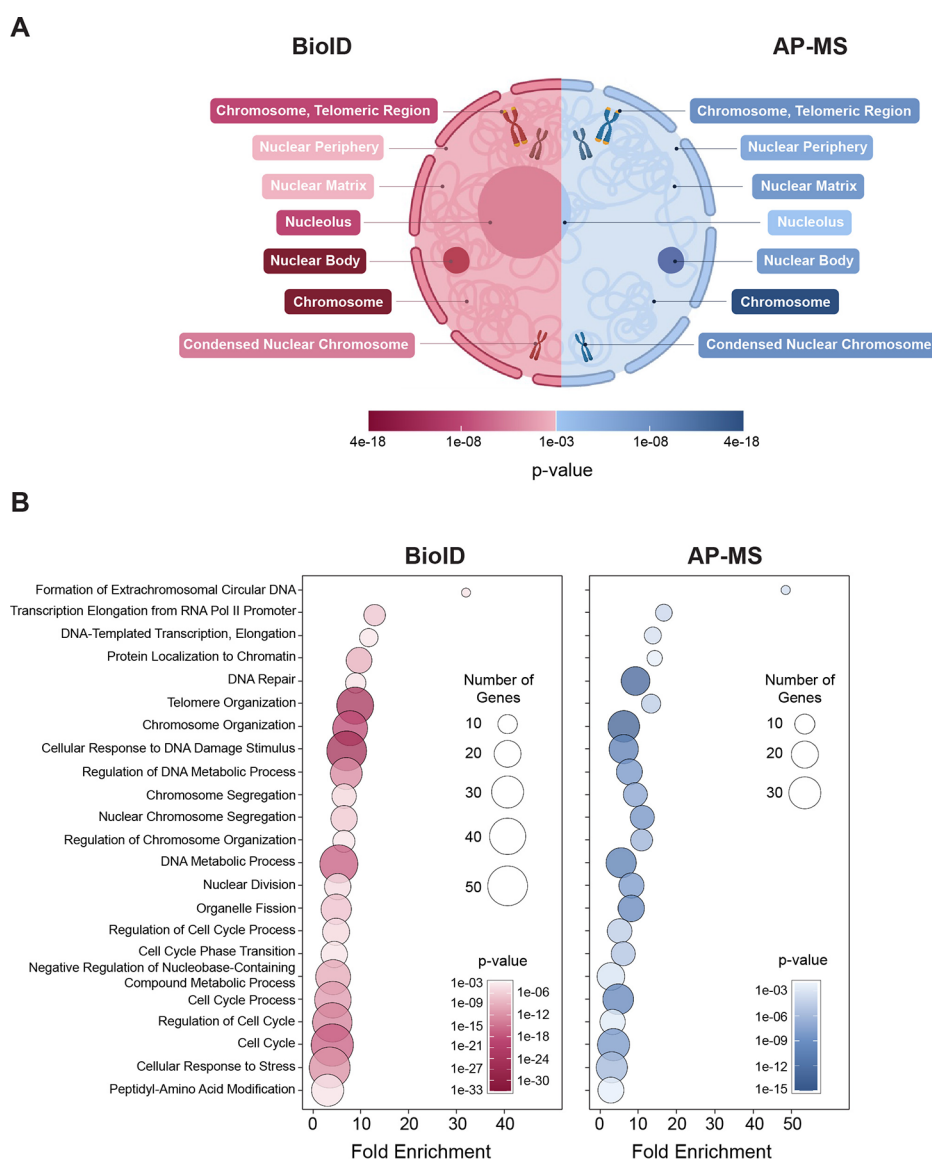 A
BioID
AP-MS
Chromosome, Telomeric Region
Chromosome, Telomeric Region
Nuclear Periphery
Nuclear Periphery
Nuclear Matrix
Nuclear Matrix
Nucleolus
Nucleolus
Nuclear Body
Nuclear Body
Chromosome
Chromosome
Condensed Nuclear Chromosome
Condensed Nuclear Chromosome
4e-18 1e-08 1e-03 1e-08 4e-18
p-value
B
BioID
AP-MS
Formation of Extrachromosomal Circular DNA
Transcription Elongation from RNA Pol II Promoter
DNA-Templated Transcription, Elongation
Protein Localization to Chromatin
DNA Repair
Telomere Organization
Chromosome Organization
Cellular Response to DNA Damage Stimulus
Regulation of DNA Metabolic Process
Chromosome Segregation
Nuclear Chromosome Segregation
Regulation of Chromosome Organization
DNA Metabolic Process
Nuclear Division
Organelle Fission
Regulation of Cell Cycle Process
Cell Cycle Phase Transition
Negative Regulation of Nucleobase-Containing
Compound Metabolic Process
Cell Cycle Process
Regulation of Cell Cycle
Cell Cycle
Cellular Response to Stress
Peptidyl-Amino Acid Modification
Number of
Genes
10
20
30
40
50
p-value
1e-03
1e-06
1e-09
1e-12
1e-15
1e-18
1e-21
1e-24
1e-27
1e-30
1e-33
0 10 20 30 40
Fold Enrichment
Number of
Genes
10
20
30
p-value
1e-03
1e-06
1e-09
1e-12
1e-15
0 10 20 30 40 50
Fold Enrichment